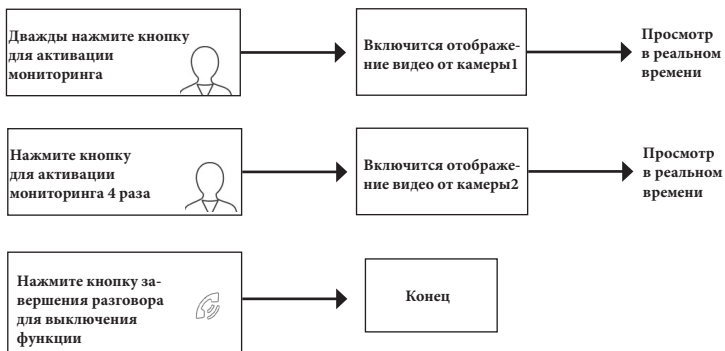 Дважды нажмите кнопку
для активации
мониторинга
Включится отображе-
ние видео от камеры1
Просмотр
в реальном
времени
Нажмите кнопку
для активации
мониторинга 4 раза
Включится отображе-
ние видео от камеры2
Просмотр
в реальном
времени
Нажмите кнопку за-
вершения разговора
для выключения
функции
Конец